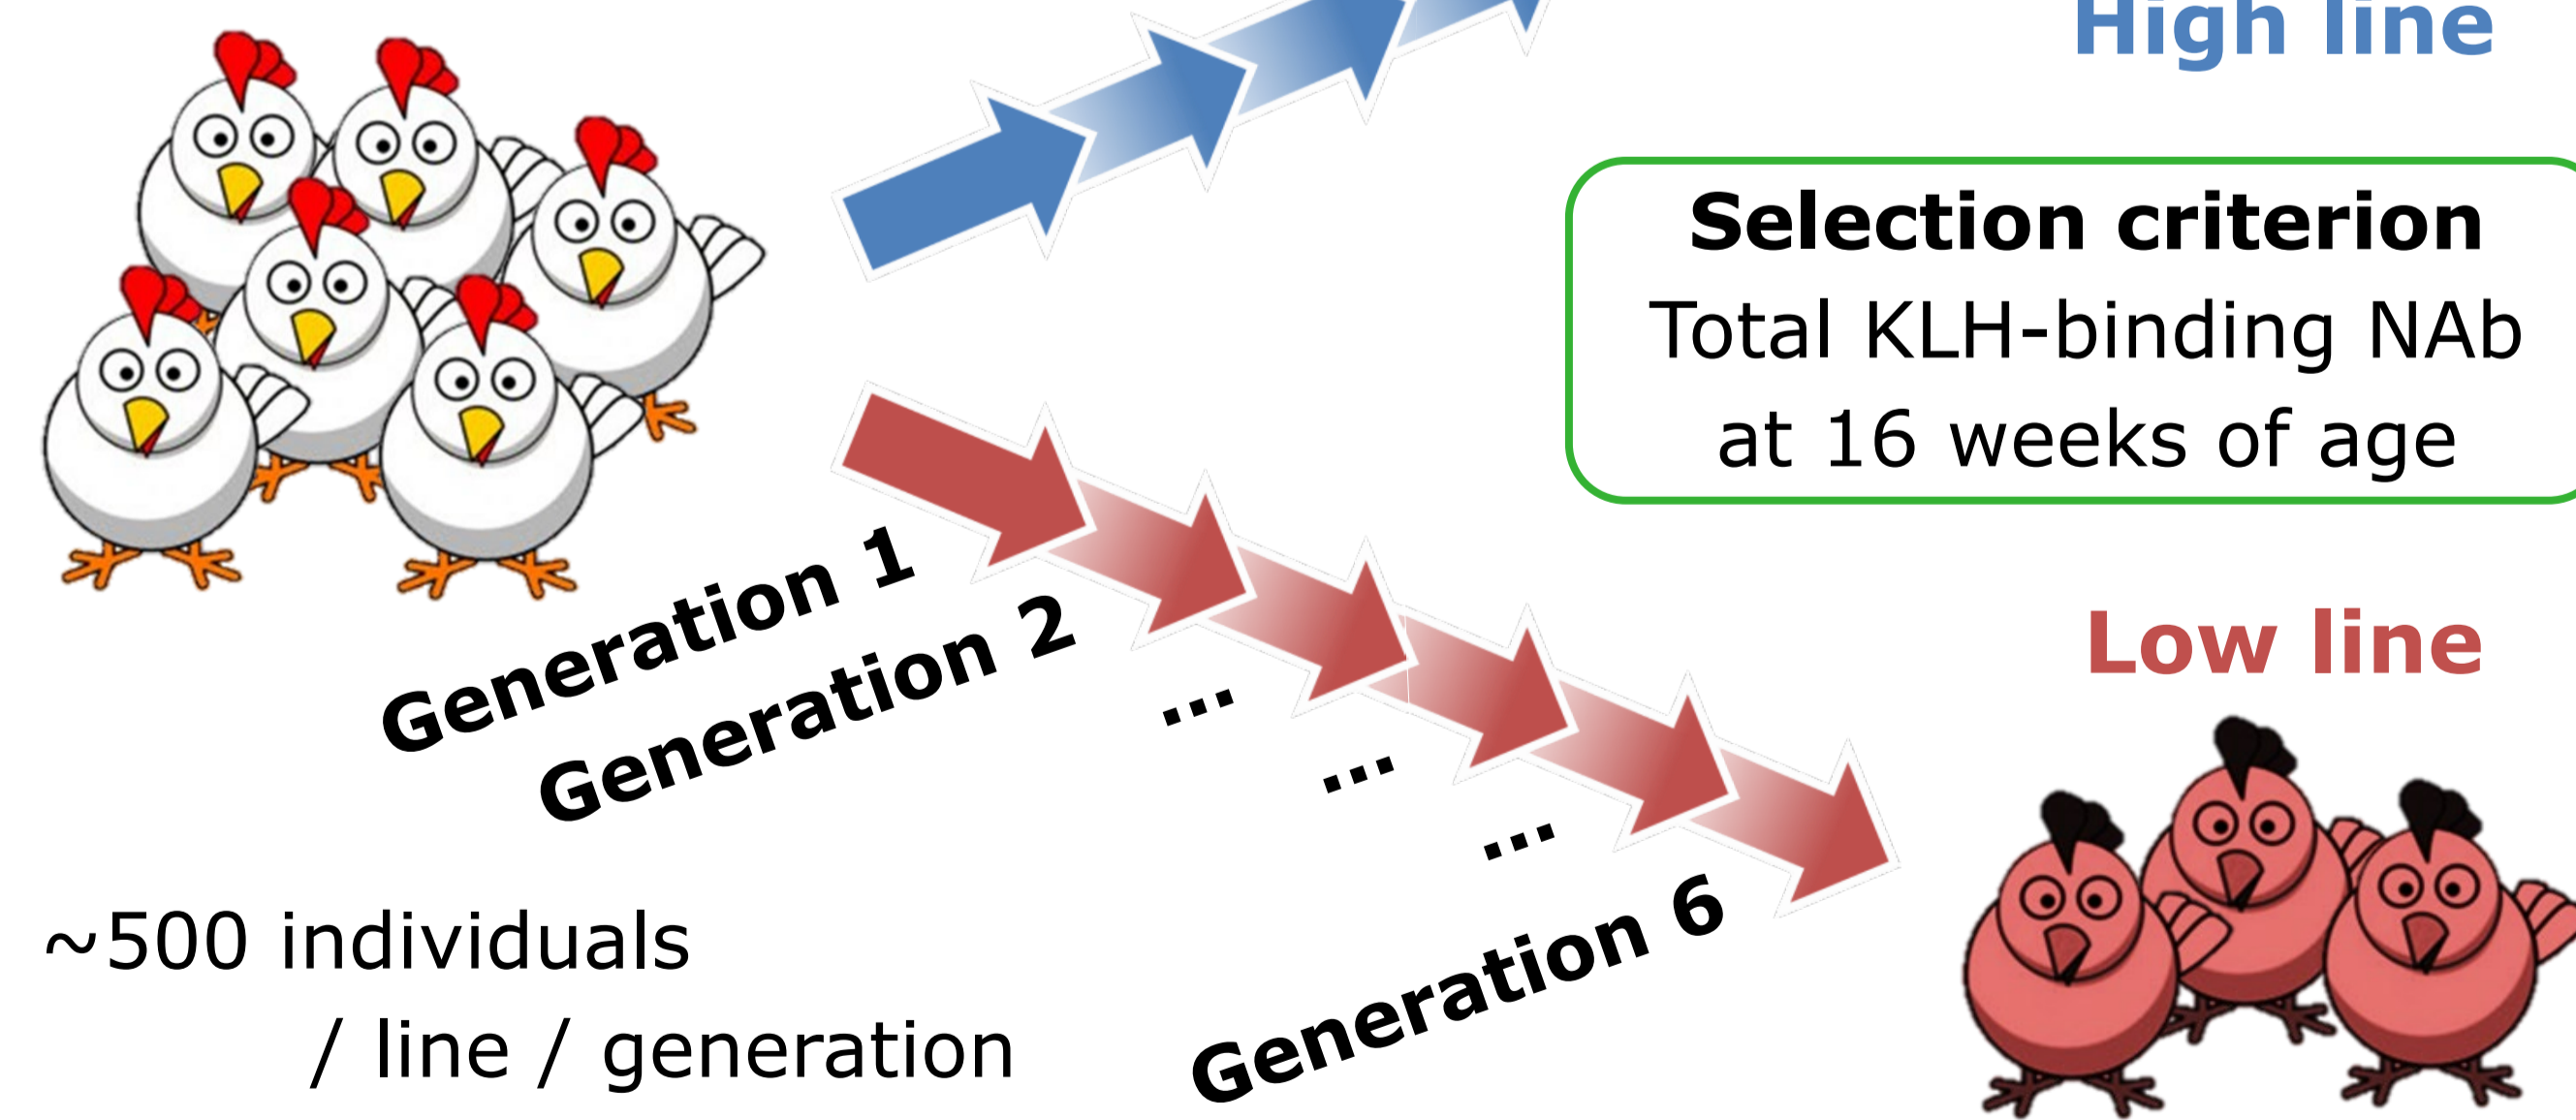 High line
Selection criterion
Total KLH-binding NAb
at 16 weeks of age
Generation 1
Generation 2
...
...
...
Generation 6
Low line
~500 individuals
/ line / generation